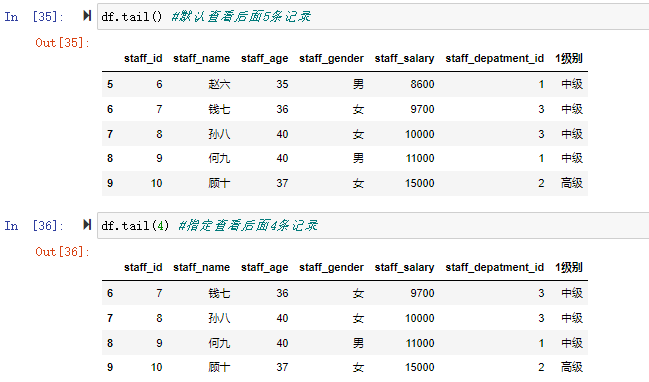 In [35]: df.tail() #默认查看后面5条记录
Out[35]:
staff_id staff_name staff_age staff_gender staff_salary staff_depatment_id 1级别
5 6 赵六 35 男 8600 1 中级
6 7 钱七 36 女 9700 3 中级
7 8 孙八 40 女 10000 3 中级
8 9 何九 40 男 11000 1 中级
9 10 顾十 37 女 15000 2 高级
In [36]: df.tail(4) #指定查看后面4条记录
Out[36]:
staff_id staff_name staff_age staff_gender staff_salary staff_depatment_id 1级别
6 7 钱七 36 女 9700 3 中级
7 8 孙八 40 女 10000 3 中级
8 9 何九 40 男 11000 1 中级
9 10 顾十 37 女 15000 2 高级